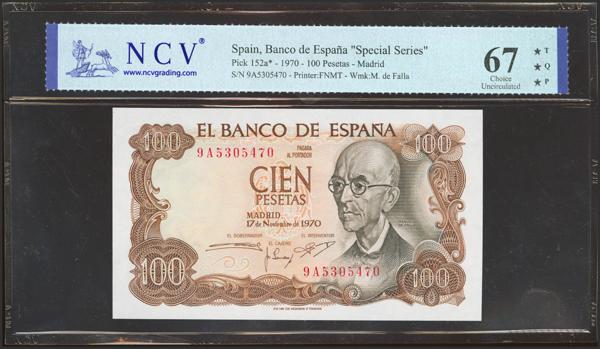 NCV®
www.ncvgrading.com
Spain, Banco de España "Special Series"
Pick 152a* - 1970 - 100 Pesetas - Madrid
S/N 9A5305470 - Printer:FNMT - Wmk:M. de Falla
67
Choice
Uncirculated
★ T
★ Q
★ P
100
EL BANCO DE ESPAÑA
100
9A5305470
PAGARA
AL PORTADOR
CIEN
PESETAS
MADRID
17 de Noviembre de 1970
EL GOBERNADOR
EL INTERVENTOR
EL CAJERO
9A5305470
100
100